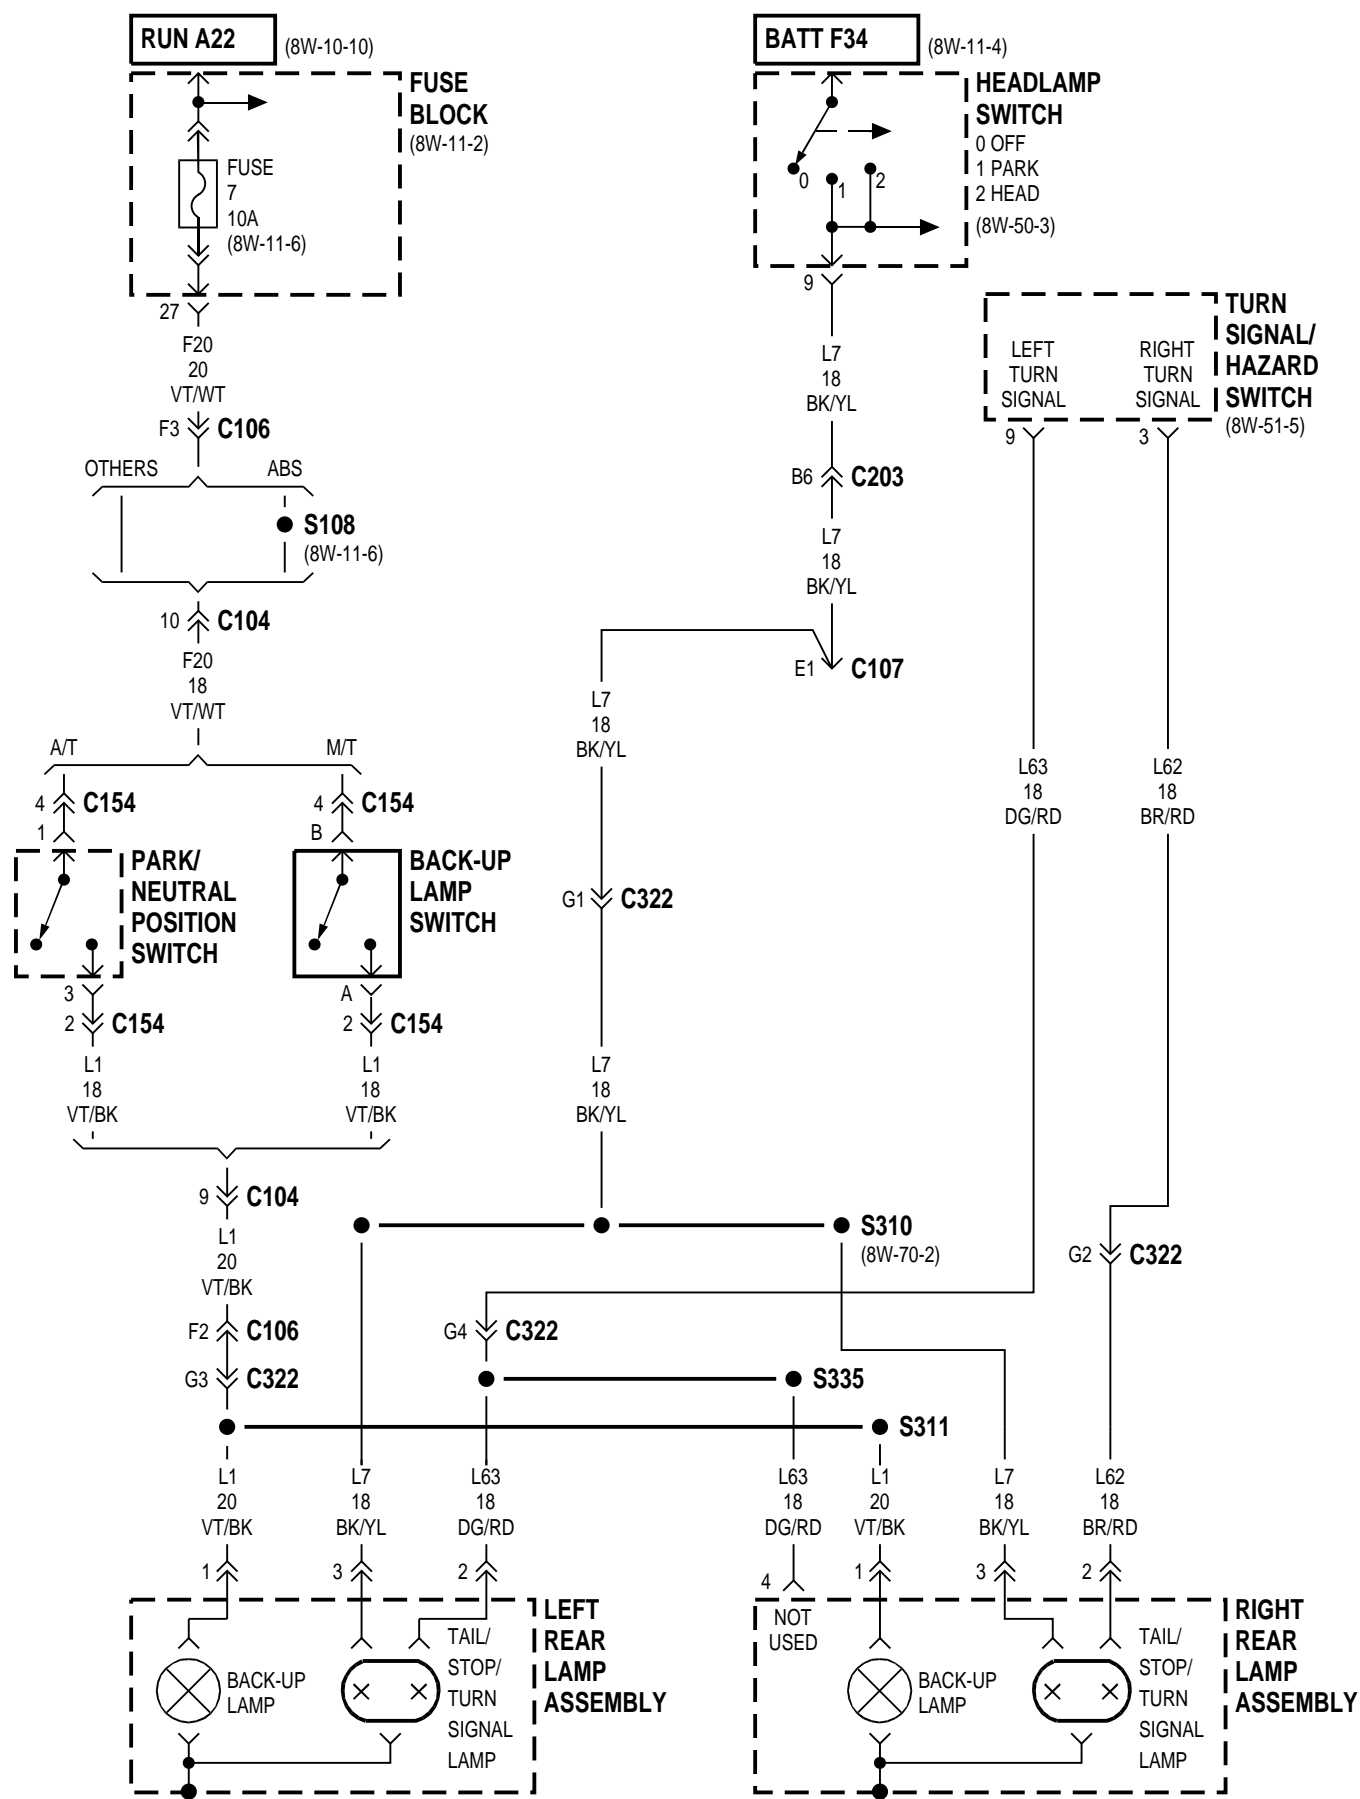 RUN A22
(8W-10-10)
FUSE
BLOCK
(8W-11-2)
FUSE
7
10A
(8W-11-6)
27
F20
20
VT/WT
F3
C106
OTHERS
ABS
S108
(8W-11-6)
10
C104
F20
18
VT/WT
A/T
M/T
4
C154
1
PARK/
NEUTRAL
POSITION
SWITCH
3
2
C154
L1
18
VT/BK
4
C154
B
BACK-UP
LAMP
SWITCH
A
2
C154
L1
18
VT/BK
9
C104
L1
20
VT/BK
F2
C106
G3
C322
BATT F34
(8W-11-4)
HEADLAMP
SWITCH
0 OFF
1 PARK
2 HEAD
(8W-50-3)
0
1
2
9
L7
18
BK/YL
B6
C203
L7
18
BK/YL
E1
C107
L7
18
BK/YL
G1
C322
L7
18
BK/YL
S310
(8W-70-2)
TURN
SIGNAL/
HAZARD
SWITCH
(8W-51-5)
LEFT
TURN
SIGNAL
RIGHT
TURN
SIGNAL
9
3
L63
18
DG/RD
L62
18
BR/RD
G2
C322
G4
C322
S335
S311
L1
20
VT/BK
1
L7
18
BK/YL
3
L63
18
DG/RD
2
L63
18
DG/RD
4
L1
20
VT/BK
1
L7
18
BK/YL
3
L62
18
BR/RD
2
LEFT
REAR
LAMP
ASSEMBLY
BACK-UP
LAMP
TAIL/
STOP/
TURN
SIGNAL
LAMP
NOT
USED
BACK-UP
LAMP
TAIL/
STOP/
TURN
SIGNAL
LAMP
RIGHT
REAR
LAMP
ASSEMBLY